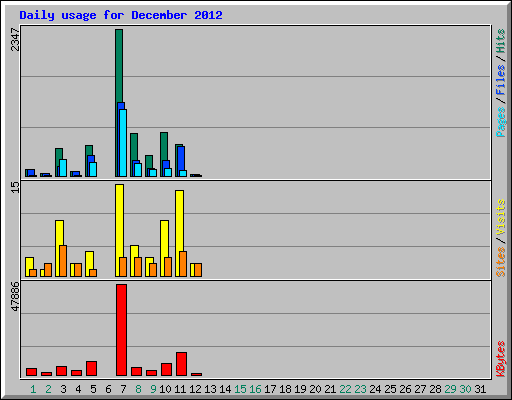 Daily usage for December 2012
2347
Pages / Files / Hits
15
Sites / Visits
47886
KBytes
1 2 3 4 5 6 7 8 9 10 11 12 13 14 15 16 17 18 19 20 21 22 23 24 25 26 27 28 29 30 31